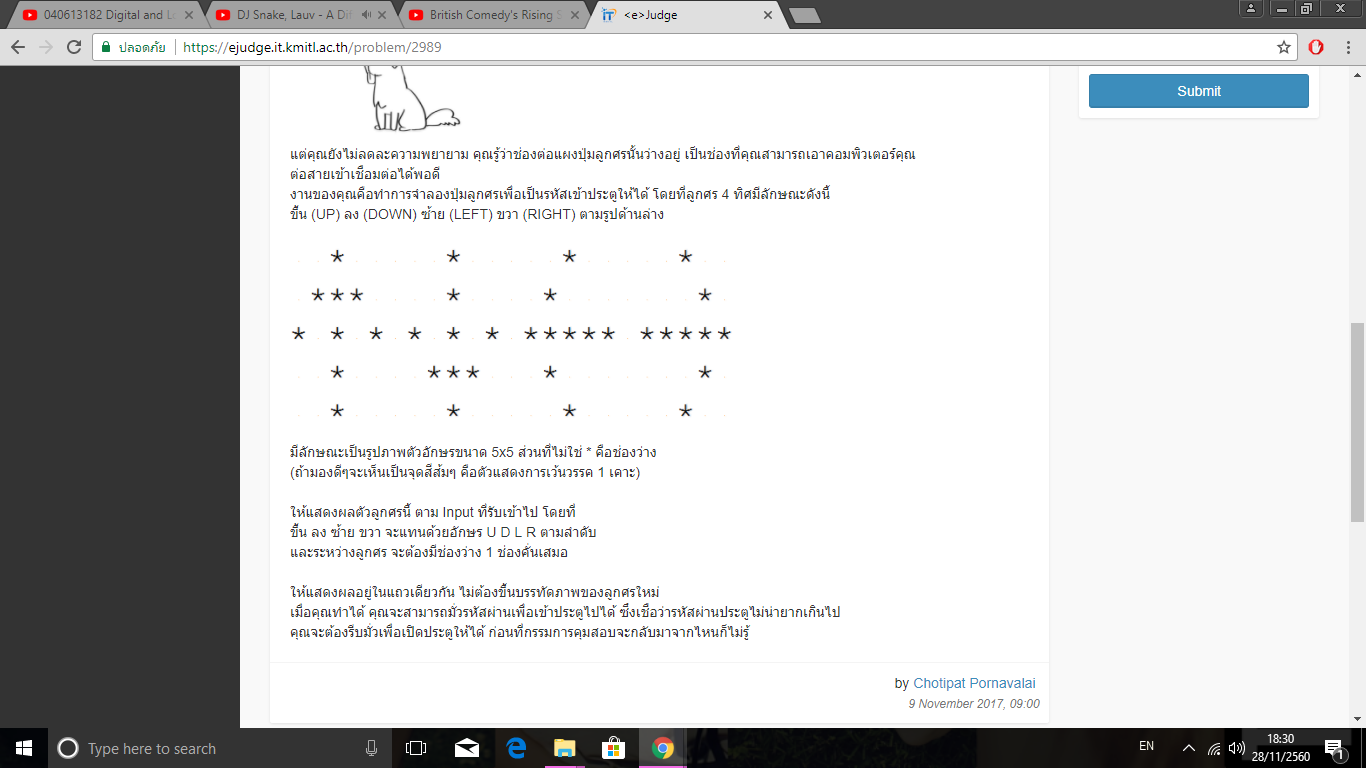 040613182 Digital and Lo
DJ Snake, Lauv - A Dif
British Comedy's Rising S
<e>Judge
ปลอดภัย
https://ejudge.it.kmitl.ac.th/problem/2989
Submit
แต่คุณยังไม่ลดละความพยายาม คุณรู้ว่าช่องต่อแผงปุ่มลูกศรนั้นว่างอยู่ เป็นช่องที่คุณสามารถเอาคอมพิวเตอร์คุณ
ต่อสายเข้าเชื่อมต่อได้พอดี
งานของคุณคือทำการจำลองปุ่มลูกศรเพื่อเป็นรหัสเข้าประตูให้ได้ โดยที่ลูกศร 4 ทิศมีลักษณะดังนี้
ขึ้น (UP) ลง (DOWN) ซ้าย (LEFT) ขวา (RIGHT) ตามรูปด้านล่าง
  *     *     *     *  
 ***    *    *       * 
* * * * * * ***** *****
  *    ***   *       * 
  *     *     *     *  
มีลักษณะเป็นรูปภาพตัวอักษรขนาด 5x5 ส่วนที่ไม่ใช่ * คือช่องว่าง
(ถ้ามองดีๆจะเห็นเป็นจุดสีส้มๆ คือตัวแสดงการเว้นวรรค 1 เคาะ)
ให้แสดงผลตัวลูกศรนี้ ตาม Input ที่รับเข้าไป โดยที่
ขึ้น ลง ซ้าย ขวา จะแทนด้วยอักษร U D L R ตามลำดับ
และระหว่างลูกศร จะต้องมีช่องว่าง 1 ช่องคั่นเสมอ
ให้แสดงผลอยู่ในแถวเดียวกัน ไม่ต้องขึ้นบรรทัดภาพของลูกศรใหม่
เมื่อคุณทำได้ คุณจะสามารถมั่วรหัสผ่านเพื่อเข้าประตูไปได้ ซึ่งเชื่อว่ารหัสผ่านประตูไม่น่ายากเกินไป
คุณจะต้องรีบมั่วเพื่อเปิดประตูให้ได้ ก่อนที่กรรมการคุมสอบจะกลับมาจากไหนก็ไม่รู้
by Chotipat Pornavalai
9 November 2017, 09:00
Type here to search
EN
18:30
28/11/2560
1